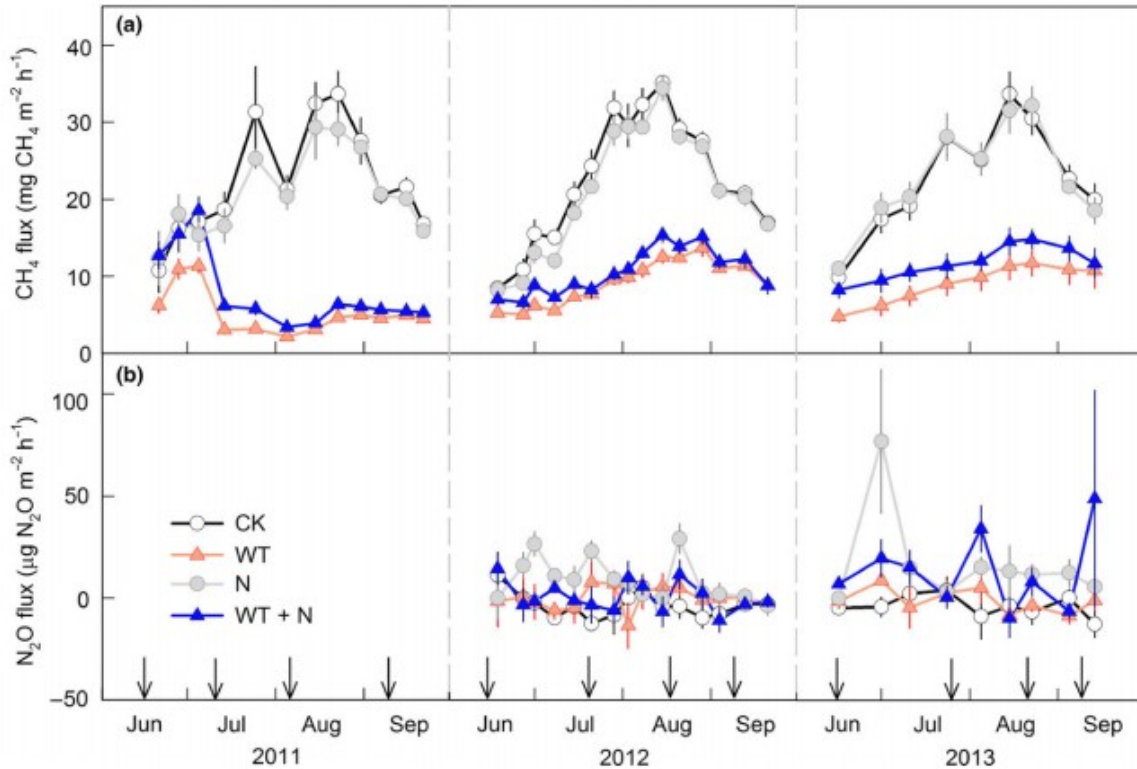 (a)
40
30
20
10
0
CH₄ flux (mg CH₄ m⁻² h⁻¹)
(b)
100
50
0
−50
N₂O flux (µg N₂O m⁻² h⁻¹)
CK
WT
N
WT + N
Jun Jul Aug Sep Jun Jul Aug Sep Jun Jul Aug Sep
2011 2012 2013